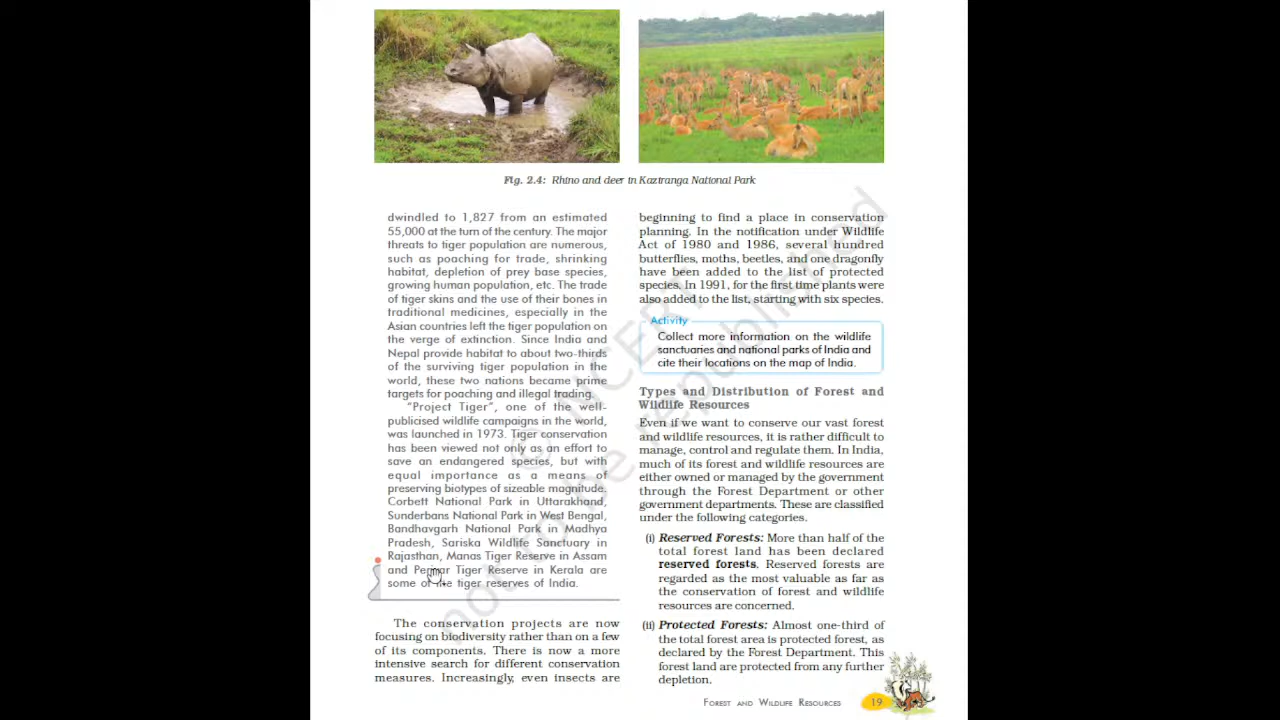 Fig. 2.4: Rhino and deer in Kaziranga National Park
dwindled to 1,827 from an estimated
55,000 at the turn of the century. The major
threats to tiger population are numerous,
such as poaching for trade, shrinking
habitat, depletion of prey base species,
growing human population, etc. The trade
of tiger skins and the use of their bones in
traditional medicines, especially in the
Asian countries left the tiger population on
the verge of extinction. Since India and
Nepal provide habitat to about two-thirds
of the surviving tiger population in the
world, these two nations became prime
targets for poaching and illegal trading.
"Project Tiger", one of the well-
publicised wildlife campaigns in the world,
was launched in 1973. Tiger conservation
has been viewed not only as an effort to
save an endangered species, but with
equal importance as a means of
preserving biotypes of sizeable magnitude.
Corbett National Park in Uttarakhand,
Sunderbans National Park in West Bengal,
Bandhavgarh National Park in Madhya
Pradesh, Sariska Wildlife Sanctuary in
Rajasthan, Manas Tiger Reserve in Assam
and Periyar Tiger Reserve in Kerala are
some of the tiger reserves of India.
The conservation projects are now
focusing on biodiversity rather than on a few
of its components. There is now a more
intensive search for different conservation
measures. Increasingly, even insects are
beginning to find a place in conservation
planning. In the notification under Wildlife
Act of 1980 and 1986, several hundred
butterflies, moths, beetles, and one dragonfly
have been added to the list of protected
species. In 1991, for the first time plants were
also added to the list, starting with six species.
Activity
Collect more information on the wildlife
sanctuaries and national parks of India and
cite their locations on the map of India.
Types and Distribution of Forest and
Wildlife Resources
Even if we want to conserve our vast forest
and wildlife resources, it is rather difficult to
manage, control and regulate them. In India,
much of its forest and wildlife resources are
either owned or managed by the government
through the Forest Department or other
government departments. These are classified
under the following categories.
(i) Reserved Forests: More than half of the
total forest land has been declared
reserved forests. Reserved forests are
regarded as the most valuable as far as
the conservation of forest and wildlife
resources are concerned.
(ii) Protected Forests: Almost one-third of
the total forest area is protected forest, as
declared by the Forest Department. This
forest land are protected from any further
depletion.
Forest and Wildlife Resources 19
© NCERT
not to be republished